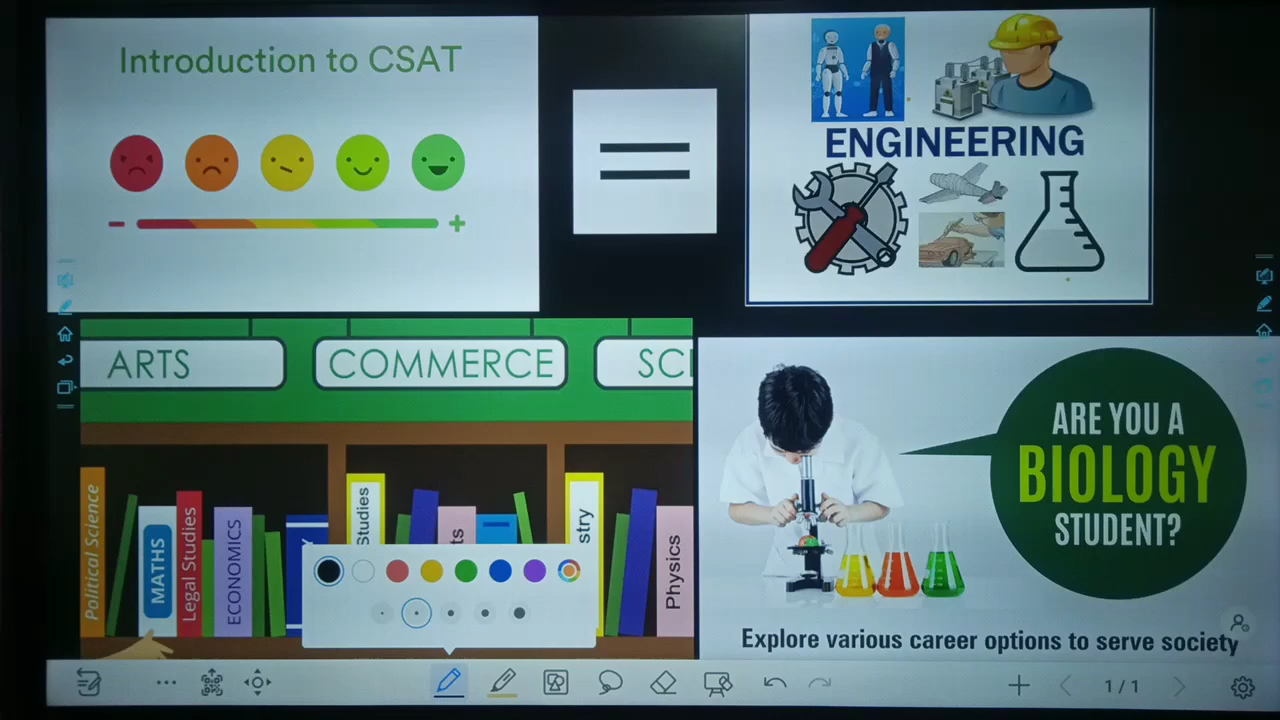 Introduction to CSAT
- +
=
ENGINEERING
ARTS
COMMERCE
SCI
Political Science
MATHS
Legal Studies
ECONOMICS
Y
Studies
ts
stry
Physics
ARE YOU A
BIOLOGY
STUDENT?
Explore various career options to serve society
1/1